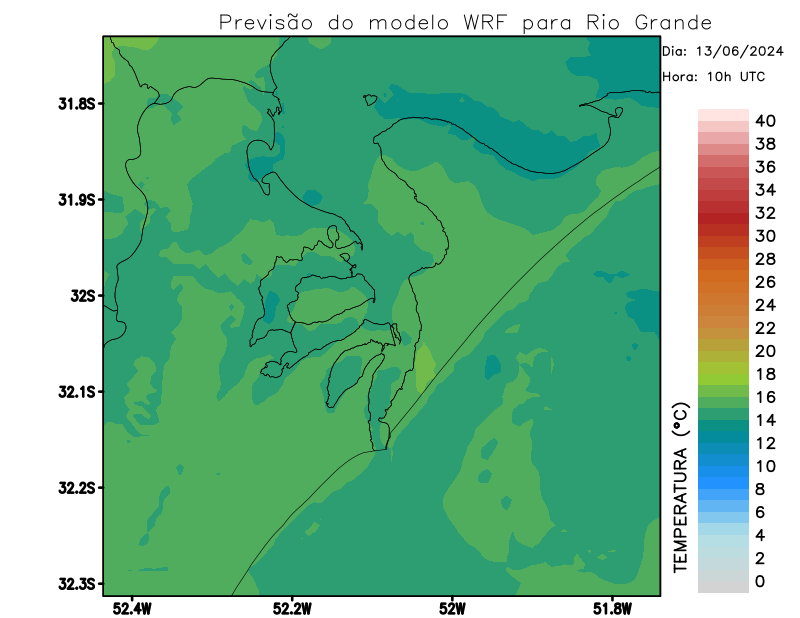 Previsão do modelo WRF para Rio Grande
Dia: 13/06/2024
Hora: 10h UTC
31.8S
31.9S
32S
32.1S
32.2S
32.3S
52.4W
52.2W
52W
51.8W
TEMPERATURA (°C)
40
38
36
34
32
30
28
26
24
22
20
18
16
14
12
10
8
6
4
2
0